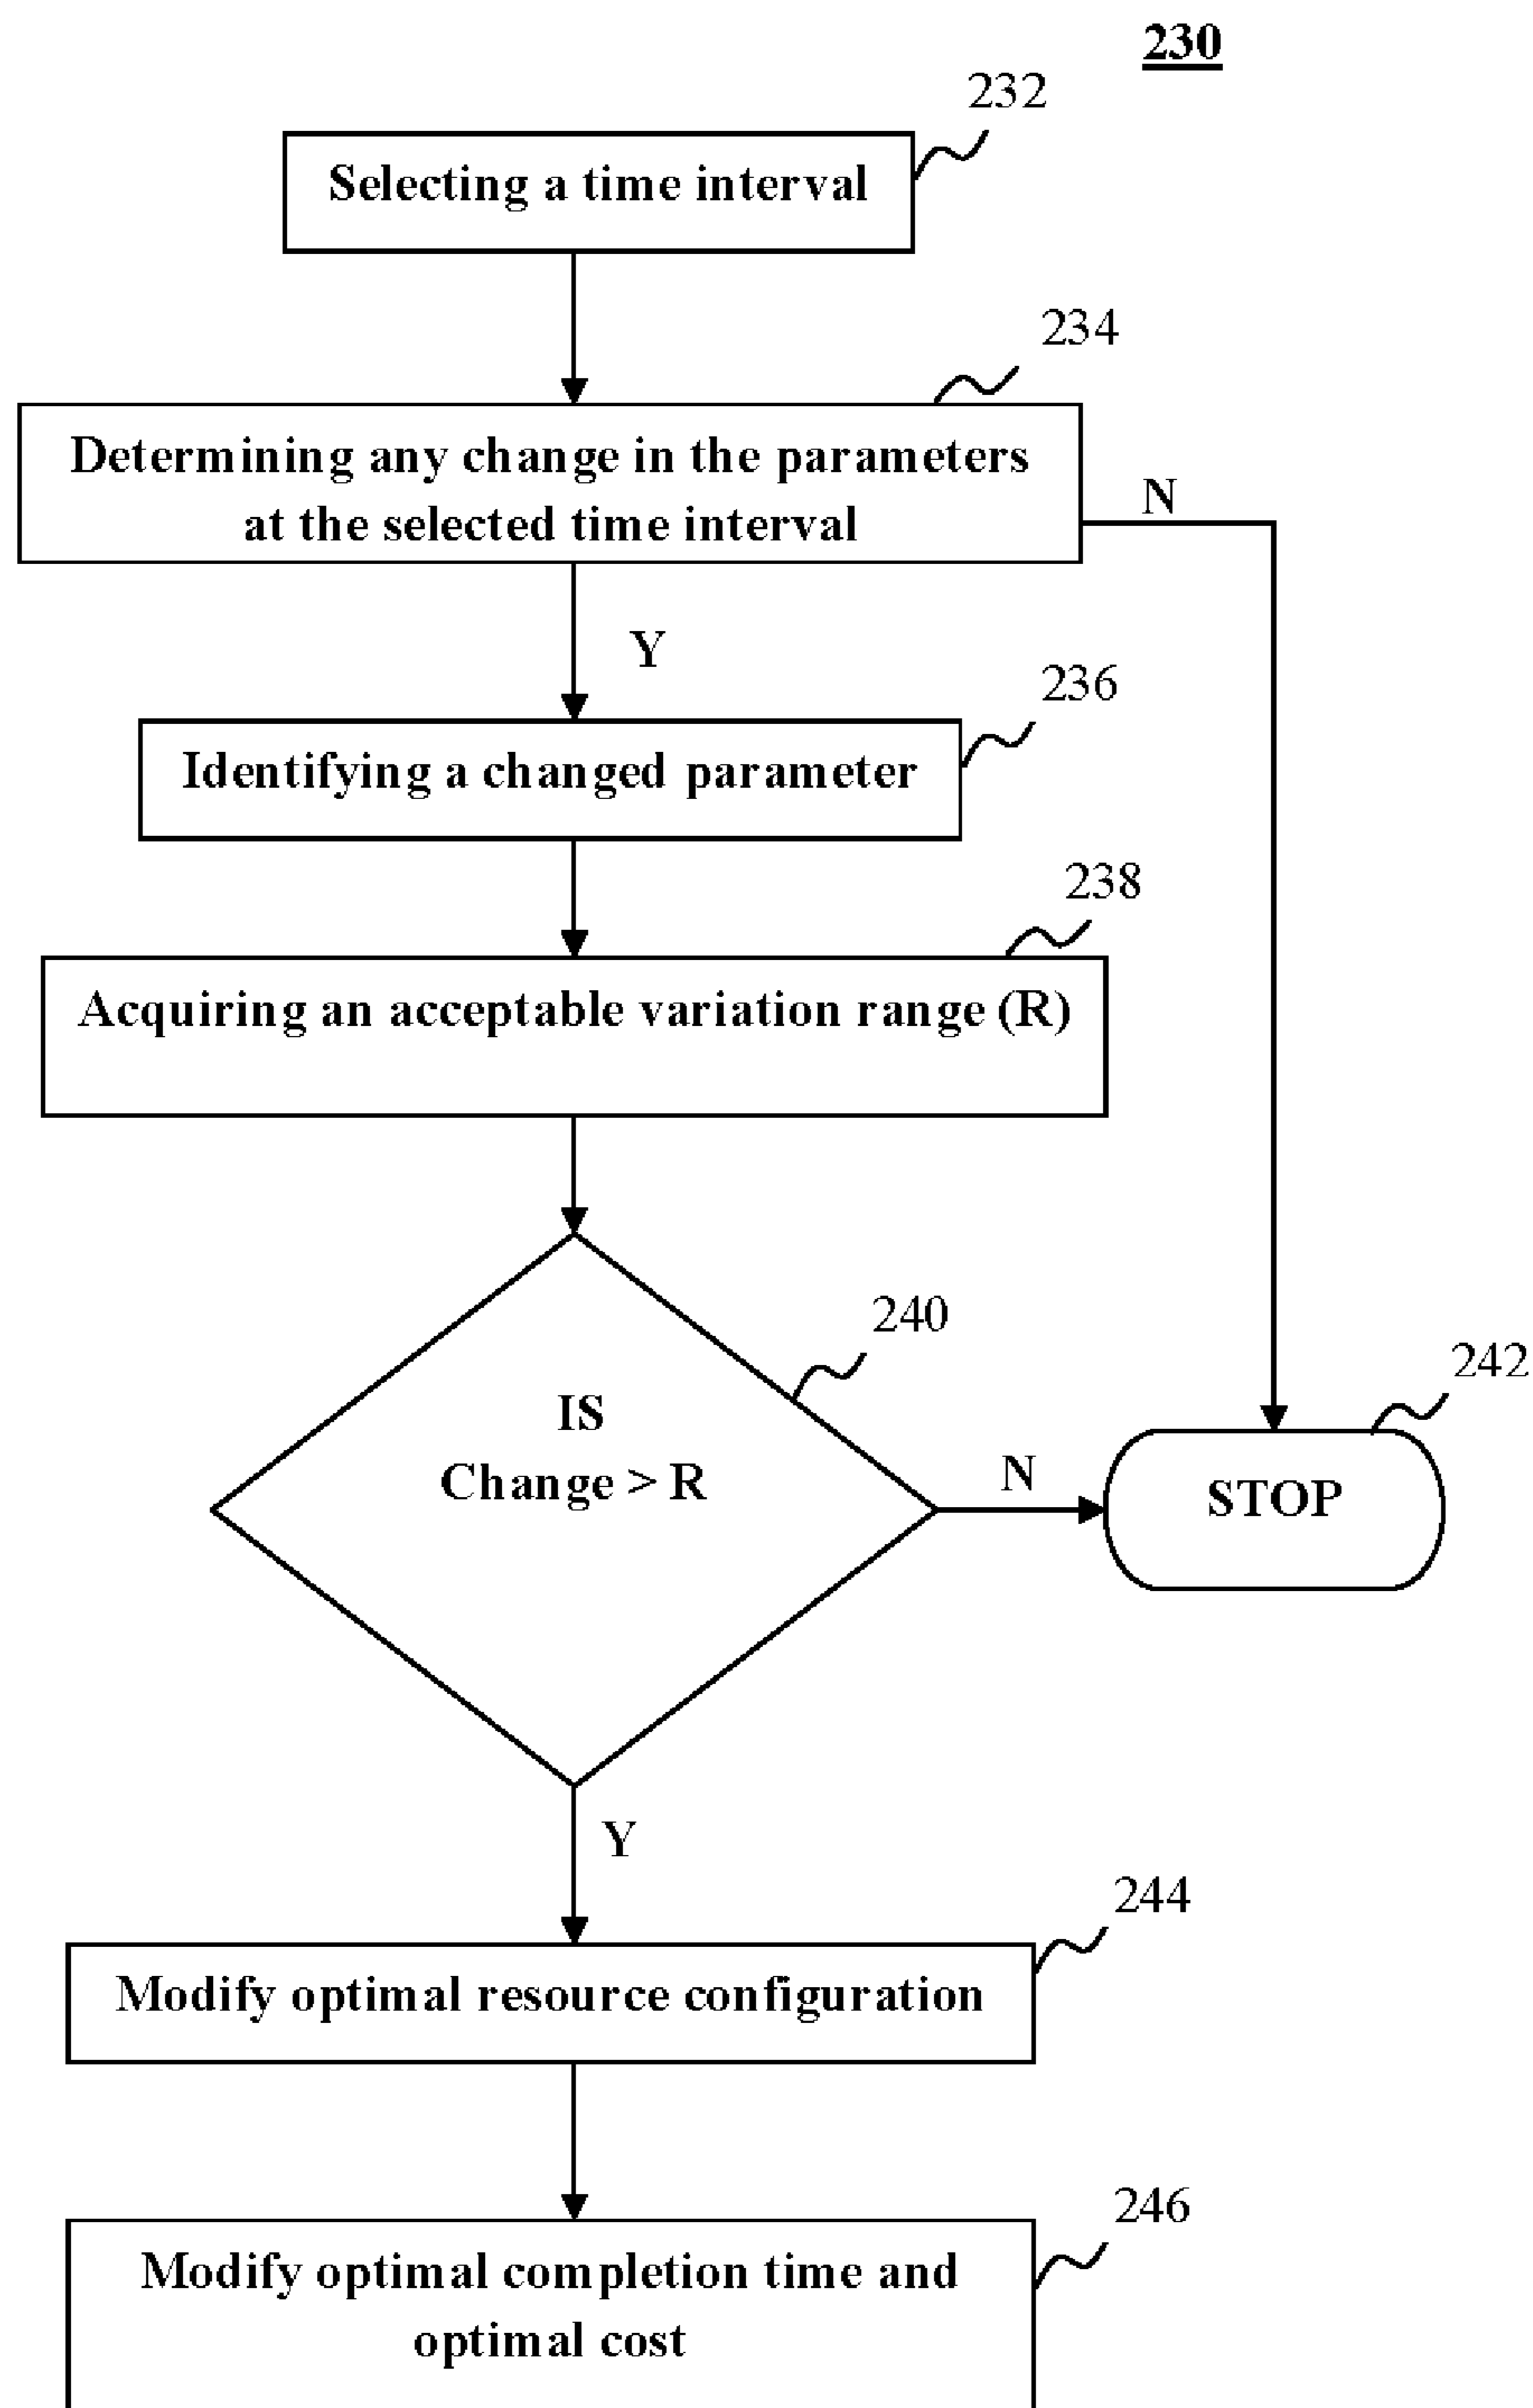 230
232
Selecting a time interval
234
Determining any change in the parameters
at the selected time interval
N
Y
236
Identifying a changed parameter
238
Acquiring an acceptable variation range (R)
240
IS
Change > R
N
242
STOP
Y
244
Modify optimal resource configuration
246
Modify optimal completion time and
optimal cost